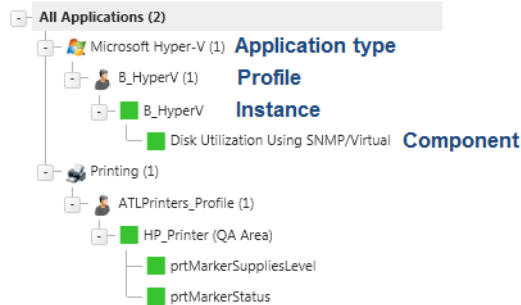 All Applications (2)
Microsoft Hyper-V (1) Application type
B_HyperV (1) Profile
B_HyperV Instance
Disk Utilization Using SNMP/Virtual Component
Printing (1)
ATLPrinters_Profile (1)
HP_Printer (QA Area)
prtMarkerSuppliesLevel
prtMarkerStatus